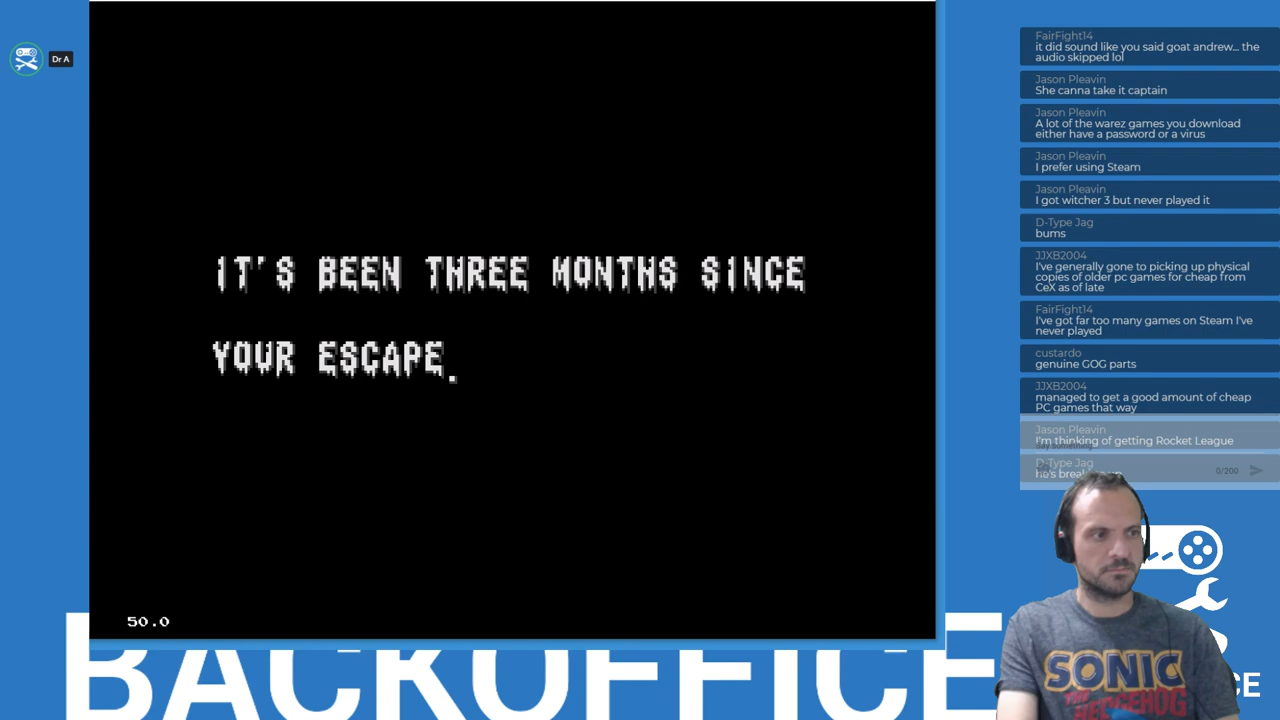 Dr A
IT'S BEEN THREE MONTHS SINCE
YOUR ESCAPE.
50.0
BACKOFFICE
FairFight14
it did sound like you said goat andrew... the
audio skipped lol
Jason Pleavin
She canna take it captain
Jason Pleavin
A lot of the warez games you download
either have a password or a virus
Jason Pleavin
I prefer using Steam
Jason Pleavin
I got witcher 3 but never played it
D-Type Jag
bums
JJXB2004
I've generally gone to picking up physical
copies of older pc games for cheap from
CeX as of late
FairFight14
I've got far too many games on Steam I've
never played
custardo
genuine GOG parts
JJXB2004
managed to get a good amount of cheap
PC games that way
Jason Pleavin
I'm thinking of getting Rocket League
D-Type Jag
he's
0/200
SONIC
THE
HEDGEHOG
CE